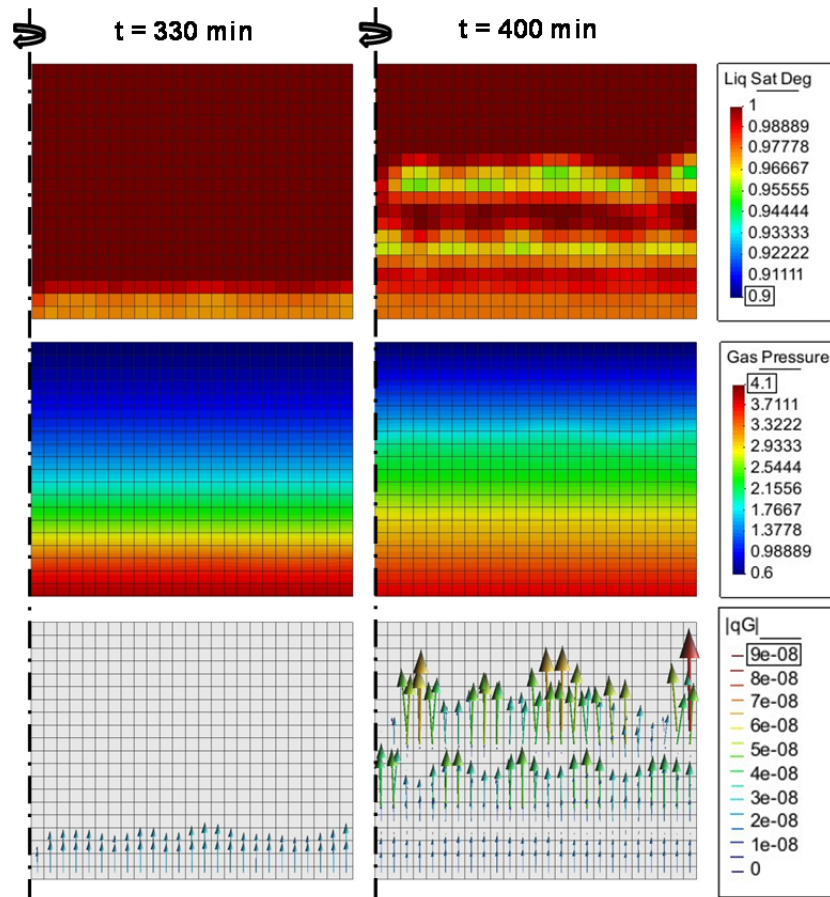 t = 330 min
t = 400 min
Liq Sat Deg
1
0.98889
0.97778
0.96667
0.95555
0.94444
0.93333
0.92222
0.91111
0.9
Gas Pressure
4.1
3.7111
3.3222
2.9333
2.5444
2.1556
1.7667
1.3778
0.98889
0.6
|qG|
9e-08
8e-08
7e-08
6e-08
5e-08
4e-08
3e-08
2e-08
1e-08
0